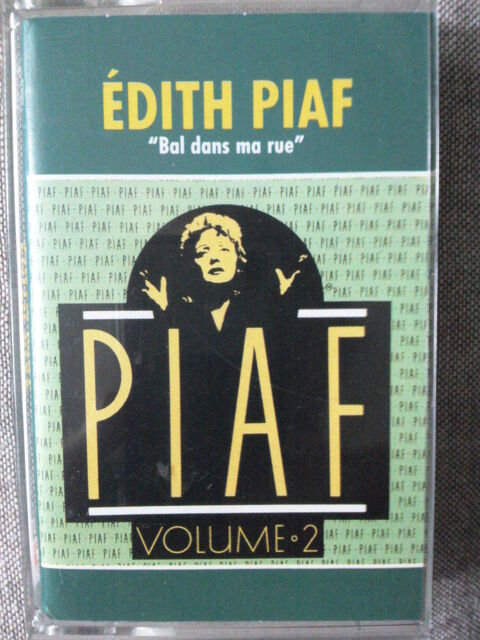 ÉDITH PIAF
"Bal dans ma rue"
PIAF
VOLUME•2